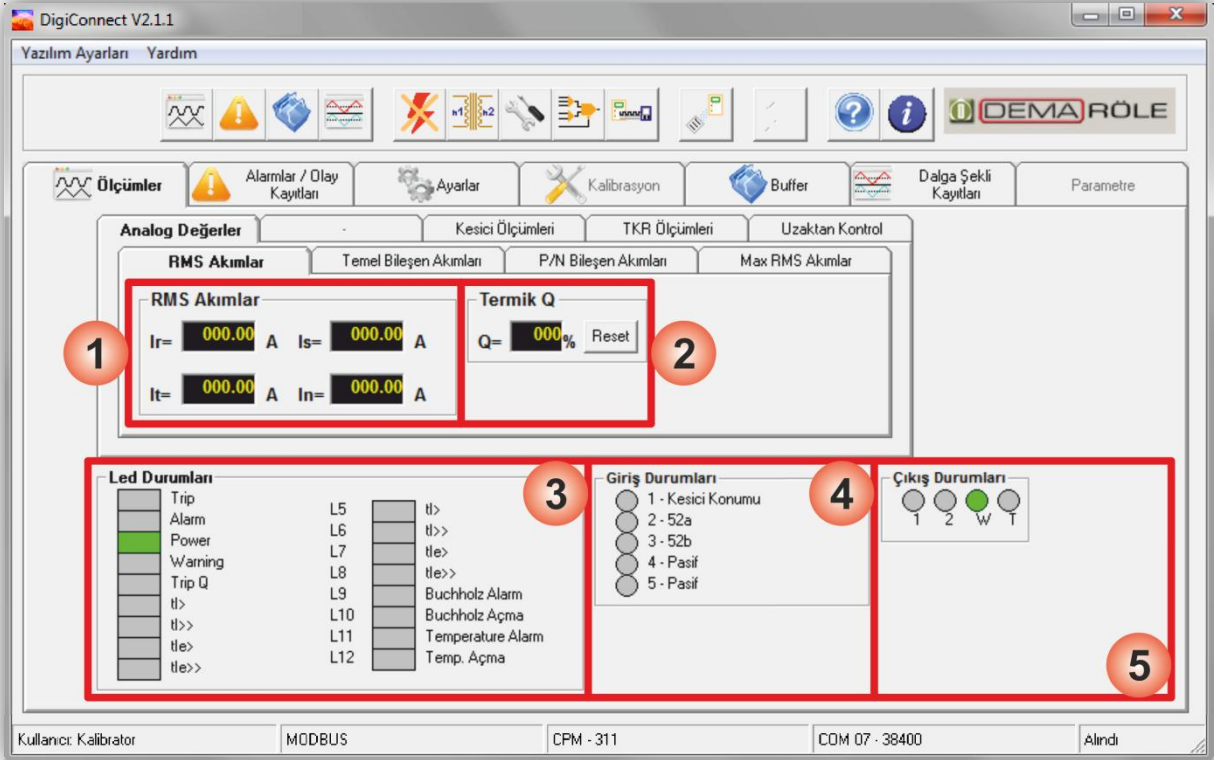 DigiConnect V2.1.1
Yazılım Ayarları Yardım
h1 h2
DEMA RÖLE
Ölçümler
Alarmlar / Olay Kayıtları
Ayarlar
Kalibrasyon
Buffer
Dalga Şekli Kayıtları
Parametre
Analog Değerler
-
Kesici Ölçümleri
TKR Ölçümleri
Uzaktan Kontrol
RMS Akımlar
Temel Bileşen Akımları
P/N Bileşen Akımları
Max RMS Akımlar
1
RMS Akımlar
Ir= 000.00 A Is= 000.00 A
It= 000.00 A In= 000.00 A
Termik Q
Q= 000% Reset
2
Led Durumları
Trip
Alarm
Power
Warning
Trip Q
tI>
tI>>
tIe>
tIe>>
L5 tI>
L6 tI>>
L7 tIe>
L8 tIe>>
L9 Buchholz Alarm
L10 Buchholz Açma
L11 Temperature Alarm
L12 Temp. Açma
3
Giriş Durumları
1 - Kesici Konumu
2 - 52a
3 - 52b
4 - Pasif
5 - Pasif
4
Çıkış Durumları
1 2 W T
5
Kullanıcı: Kalibrator
MODBUS
CPM - 311
COM 07 - 38400
Alındı